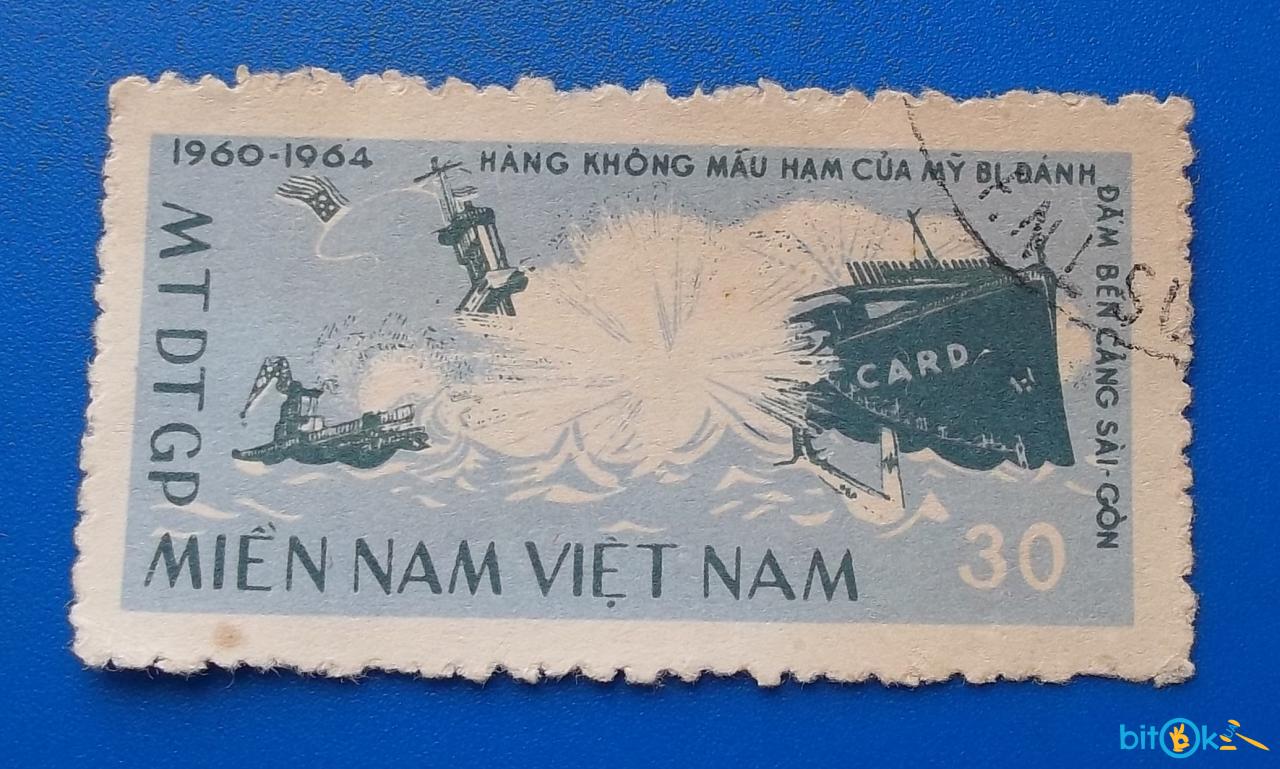 1960-1964
HÀNG KHÔNG MẪU HẠM CỦA MỸ BỊ ĐÁNH
ĐẮM BẾN CẢNG SÀI-GÒN
MTDTGP
CARD
MIỀN NAM VIỆT NAM
30
bitok.ua